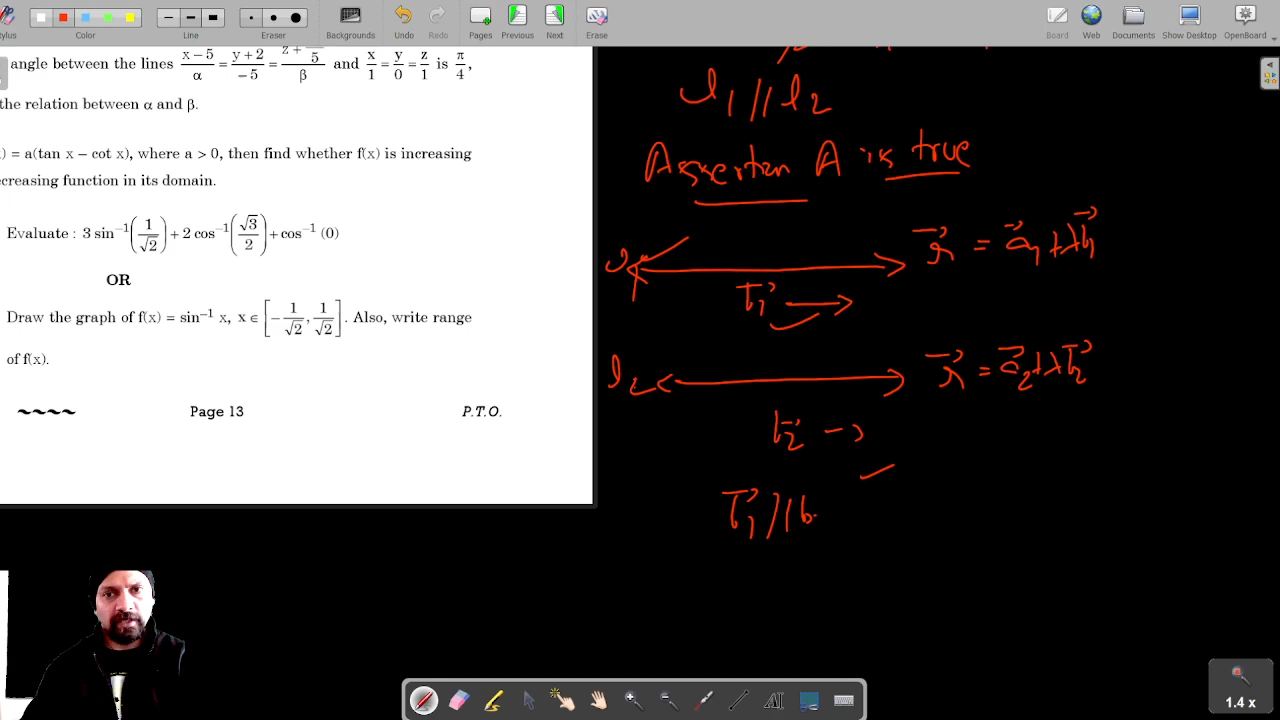 Stylus Color Line Eraser Backgrounds Undo Redo Pages Previous Next Erase Board Web Documents Show Desktop OpenBoard
angle between the lines x – 5 / α = y + 2 / – 5 = z + 5 / β and x/1 = y/0 = z/1 is π/4,
the relation between α and β.
) = a(tan x – cot x), where a > 0, then find whether f(x) is increasing
creasing function in its domain.
Evaluate : 3 sin⁻¹(1/√2) + 2 cos⁻¹(√3/2) + cos⁻¹ (0)
OR
Draw the graph of f(x) = sin⁻¹ x, x ∈ [–1/√2, 1/√2]. Also, write range
of f(x).
~~~~ Page 13 P.T.O.
l₁ // l₂
Assertan A is true
r⃗ = a⃗₁ + λb⃗₁
b⃗₁
l₂ r⃗ = a⃗₂ + λb⃗₂
b⃗₂
b⃗₁ // b
1.4 x